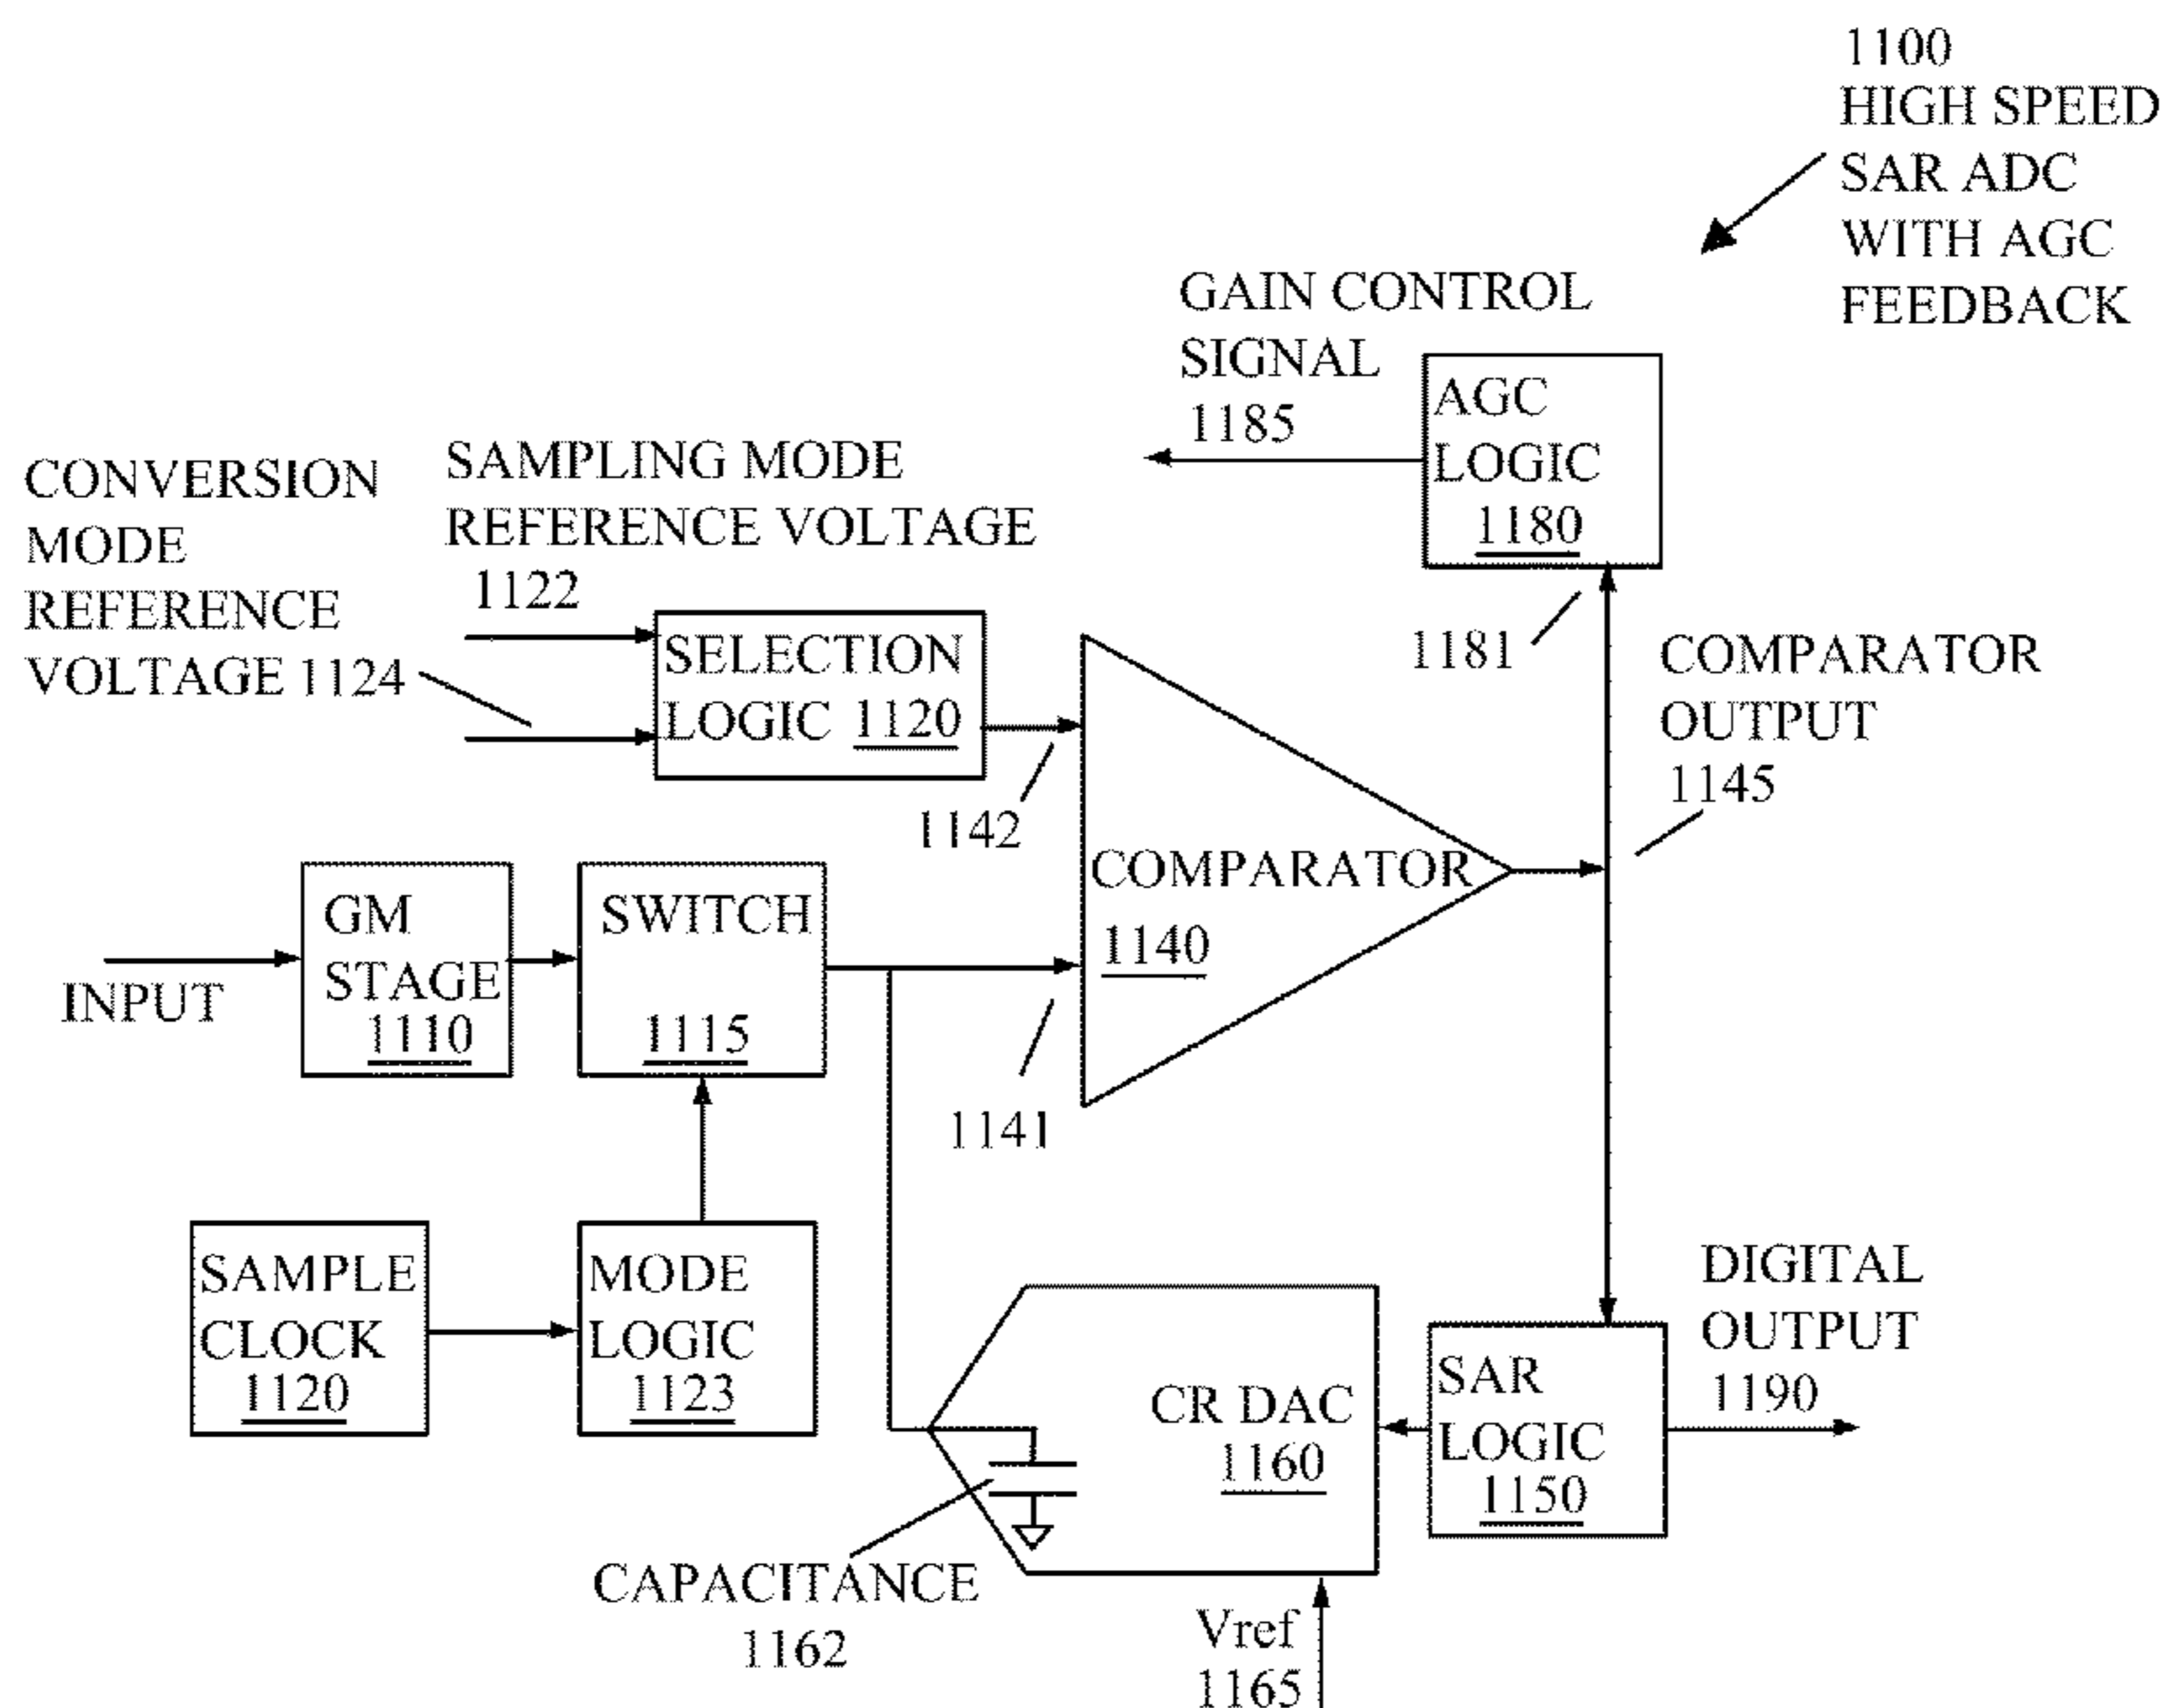 1100
HIGH SPEED
SAR ADC
WITH AGC
FEEDBACK
GAIN CONTROL
SIGNAL
1185
AGC
LOGIC
1180
CONVERSION
MODE
REFERENCE
VOLTAGE 1124
SAMPLING MODE
REFERENCE VOLTAGE
1122
SELECTION
LOGIC 1120
1142
1181
COMPARATOR
OUTPUT
1145
COMPARATOR
1140
INPUT
GM
STAGE
1110
SWITCH
1115
1141
SAMPLE
CLOCK
1120
MODE
LOGIC
1123
CR DAC
1160
SAR
LOGIC
1150
DIGITAL
OUTPUT
1190
CAPACITANCE
1162
Vref
1165